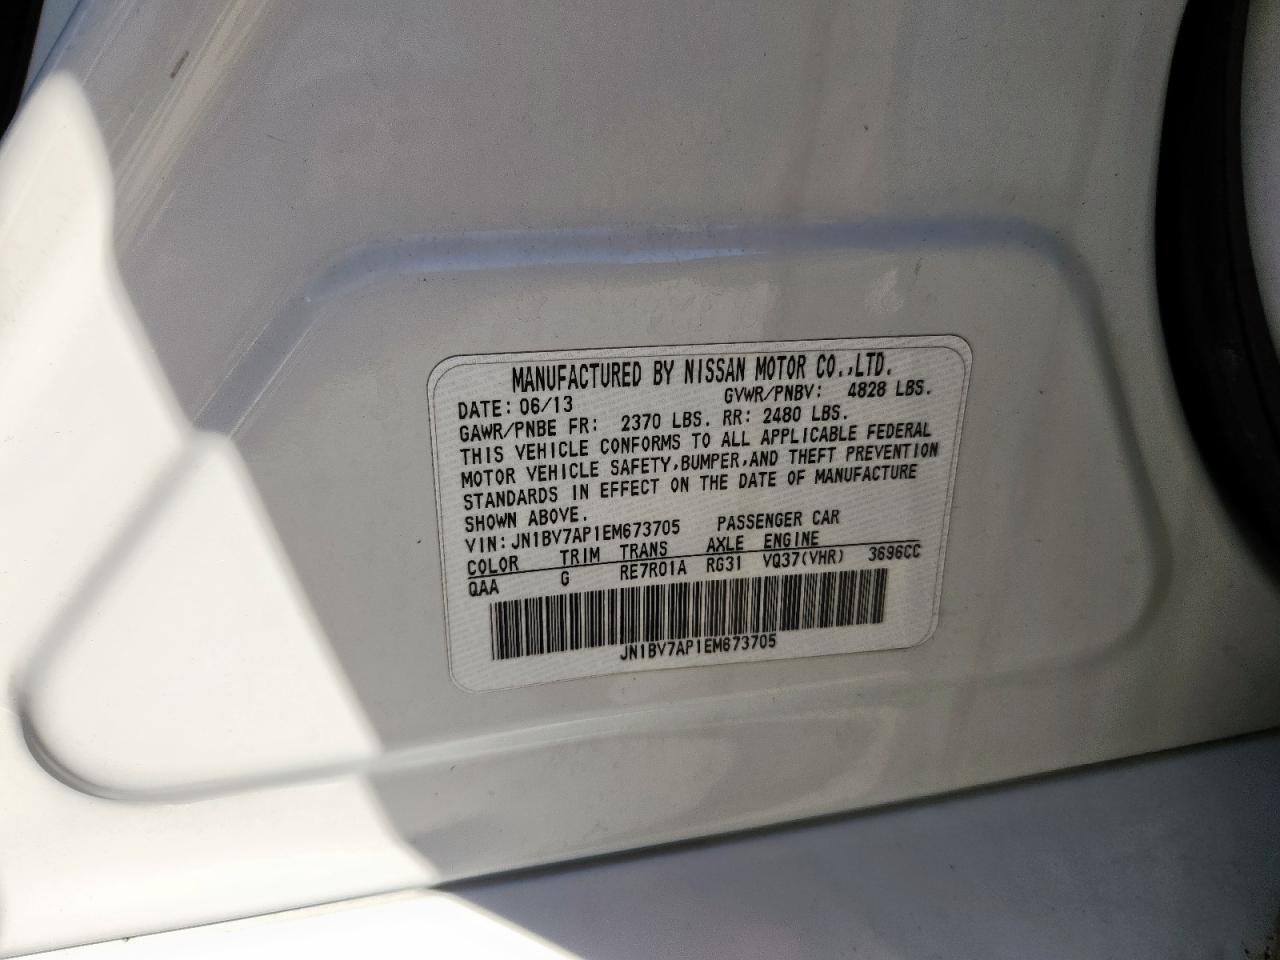 MANUFACTURED BY NISSAN MOTOR CO.,LTD.
DATE: 06/13 GVWR/PNBV: 4828 LBS.
GAWR/PNBE FR: 2370 LBS. RR: 2480 LBS.
THIS VEHICLE CONFORMS TO ALL APPLICABLE FEDERAL
MOTOR VEHICLE SAFETY,BUMPER,AND THEFT PREVENTION
STANDARDS IN EFFECT ON THE DATE OF MANUFACTURE
SHOWN ABOVE.
VIN:JN1BV7AP1EM673705 PASSENGER CAR
COLOR TRIM TRANS AXLE ENGINE
QAA G RE7R01A RG31 VQ37(VHR) 3696CC
JN1BV7AP1EM673705